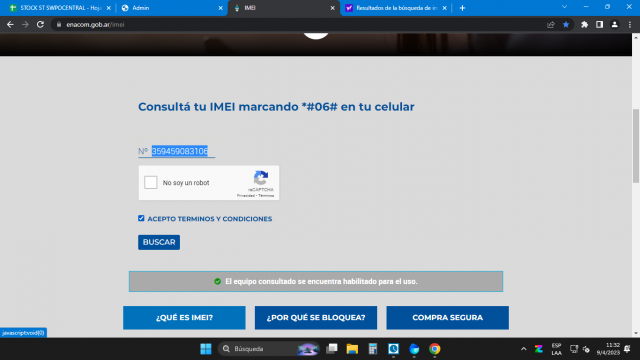 STOCK ST SWPOCENTRAL - Hoja
Admin
IMEI
Resultados de la búsqueda de im
enacom.gob.ar/imei
Consultá tu IMEI marcando *#06# en tu celular
Nº 359459083106
No soy un robot
reCAPTCHA
Privacidad - Términos
ACEPTO TERMINOS Y CONDICIONES
BUSCAR
El equipo consultado se encuentra habilitado para el uso.
¿QUÉ ES IMEI?
¿POR QUÉ SE BLOQUEA?
COMPRA SEGURA
javascript:void(0)
Búsqueda
ESP
LAA
11:32
9/4/2023